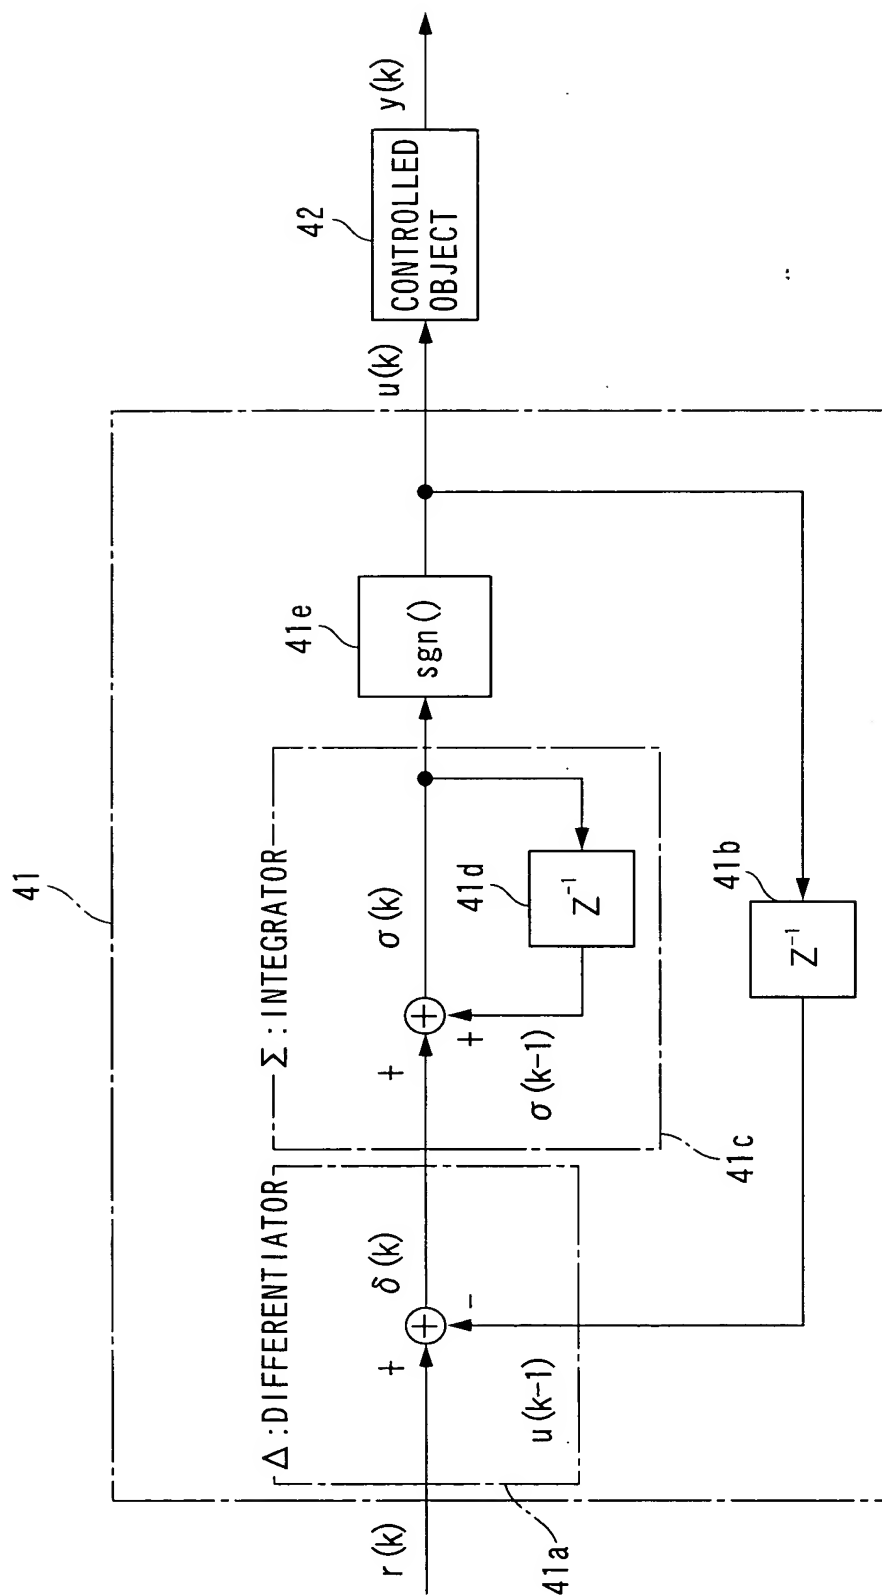 41
Δ:DIFFERENTIATOR
Σ:INTEGRATOR
r(k)
+
δ(k)
-
u(k-1)
41a
+
σ(k)
+
σ(k-1)
41d
Z⁻¹
41c
41e
sgn()
u(k)
42
CONTROLLED
OBJECT
y(k)
41b
Z⁻¹